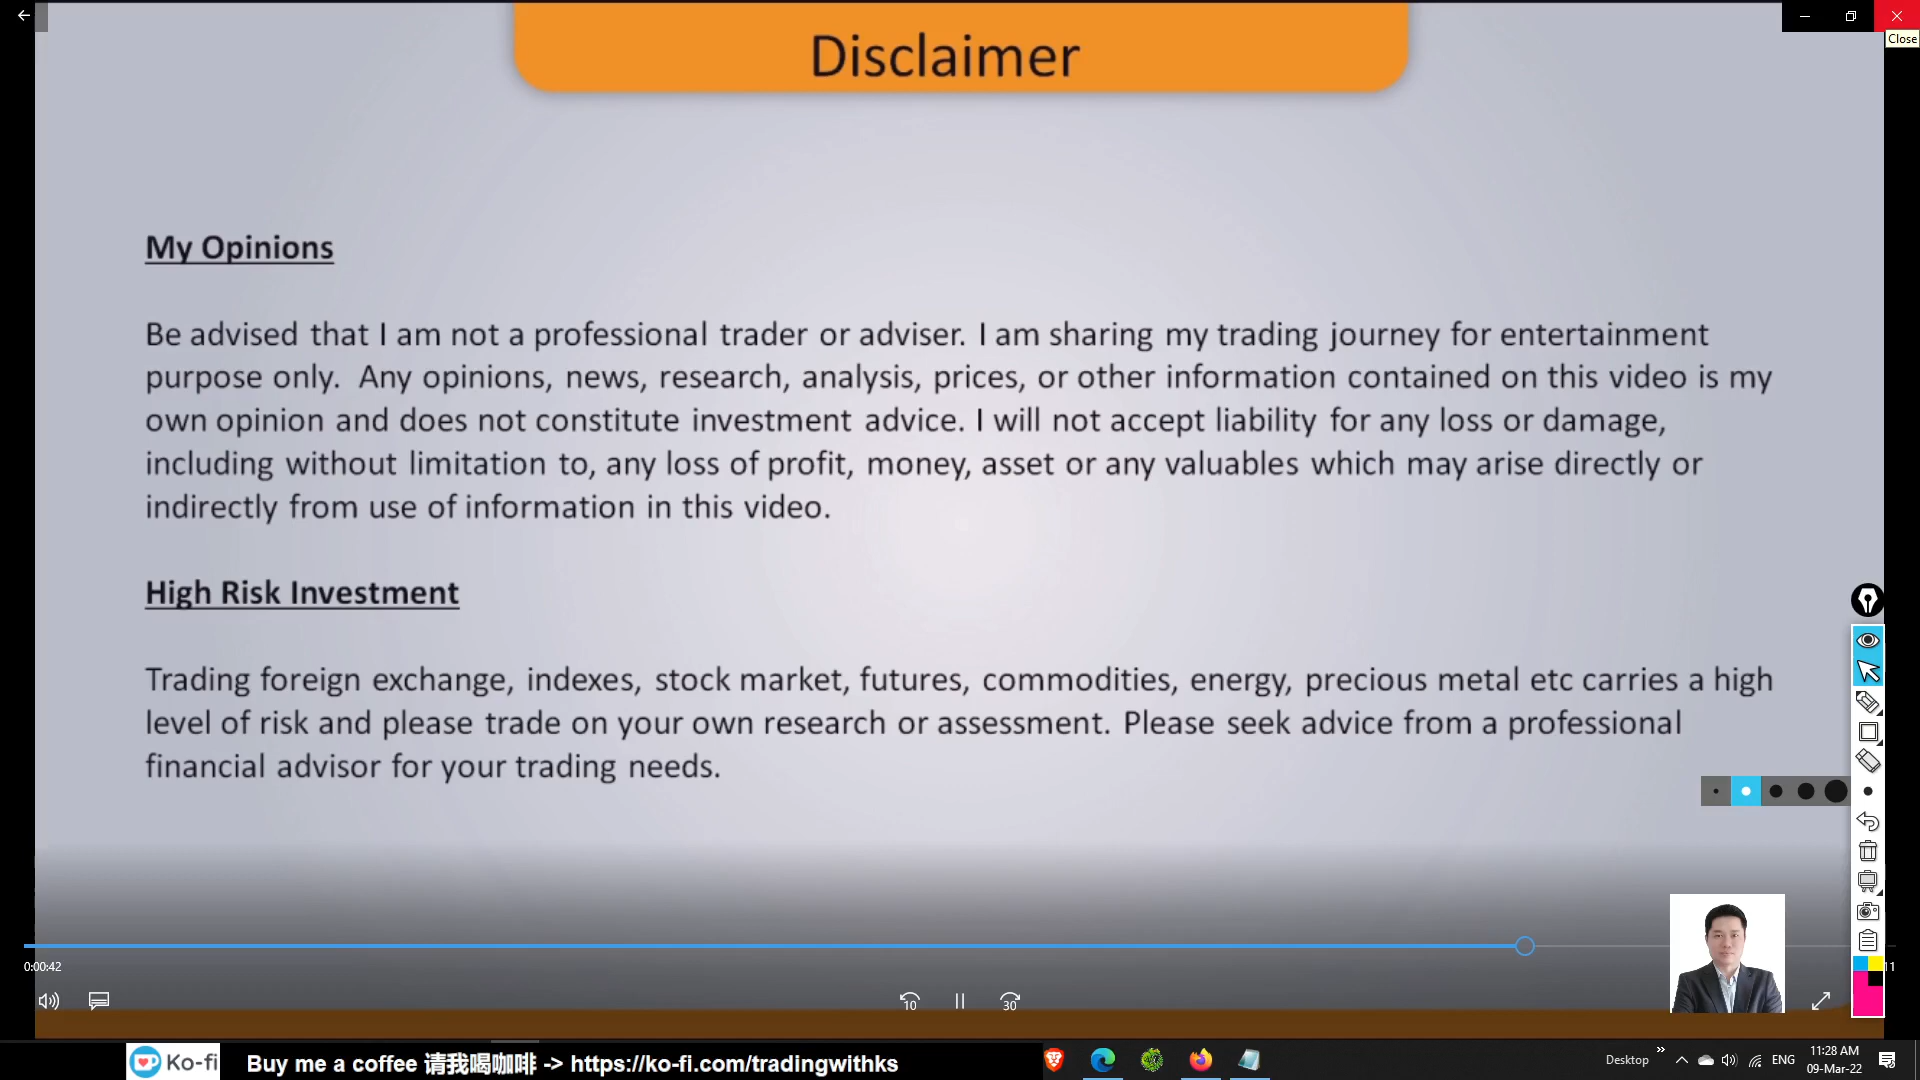 Close
Disclaimer
My Opinions
Be advised that I am not a professional trader or adviser. I am sharing my trading journey for entertainment
purpose only. Any opinions, news, research, analysis, prices, or other information contained on this video is my
own opinion and does not constitute investment advice. I will not accept liability for any loss or damage,
including without limitation to, any loss of profit, money, asset or any valuables which may arise directly or
indirectly from use of information in this video.
High Risk Investment
Trading foreign exchange, indexes, stock market, futures, commodities, energy, precious metal etc carries a high
level of risk and please trade on your own research or assessment. Please seek advice from a professional
financial advisor for your trading needs.
0:00:42
11
10
30
Ko-fi
Buy me a coffee 请我喝咖啡 -> https://ko-fi.com/tradingwithks
Desktop
ENG
11:28 AM
09-Mar-22